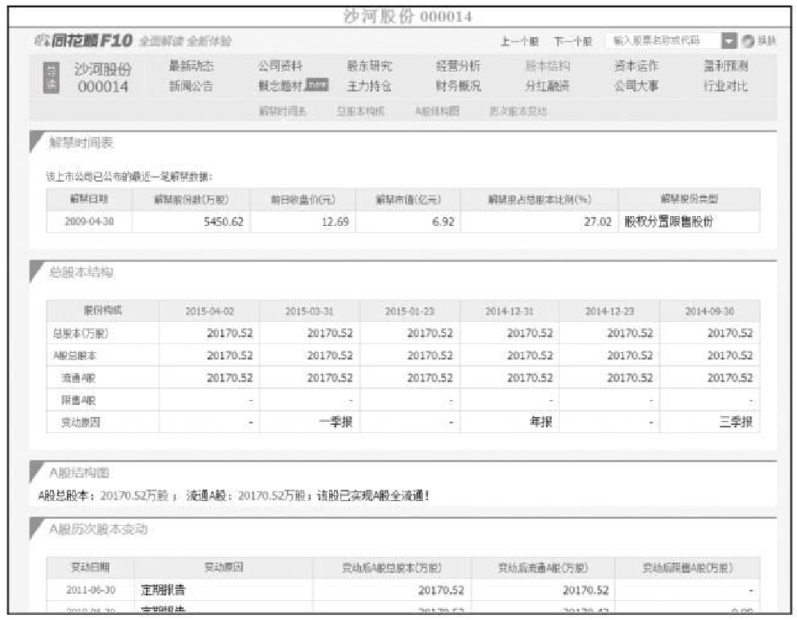 沙河股份 000014
同花顺F10 全面解读 全新体验 上一个股 下一个股 输入股票名称或代码 换肤
导读 沙河股份 000014
最新动态 公司资料 股东研究 经营分析 股本结构 资本运作 盈利预测
新闻公告 概念题材 new 主力持仓 财务概况 分红融资 公司大事 行业对比
解禁时间表 总股本构成 A股结构图 历次股本变动
解禁时间表
该上市公司已公布的最近一笔解禁数据:
解禁日期 解禁股份数(万股) 前日收盘价(元) 解禁市值(亿元) 解禁股占总股本比例(%) 解禁股份类型
2009-04-30 5450.62 12.69 6.92 27.02 股权分置限售股份
总股本结构
股份构成 2015-04-02 2015-03-31 2015-01-23 2014-12-31 2014-12-23 2014-09-30
总股本(万股) 20170.52 20170.52 20170.52 20170.52 20170.52 20170.52
A股总股本 20170.52 20170.52 20170.52 20170.52 20170.52 20170.52
流通A股 20170.52 20170.52 20170.52 20170.52 20170.52 20170.52
限售A股 - - - - - -
变动原因 - 一季报 - 年报 - 三季报
A股结构图
A股总股本: 20170.52万股; 流通A股: 20170.52万股; 该股已实现A股全流通!
A股历次股本变动
变动日期 变动原因 变动后A股总股本(万股) 变动后流通A股(万股) 变动后限售A股(万股)
2011-06-30 定期报告 20170.52 20170.52 -
定期报告 20170.52